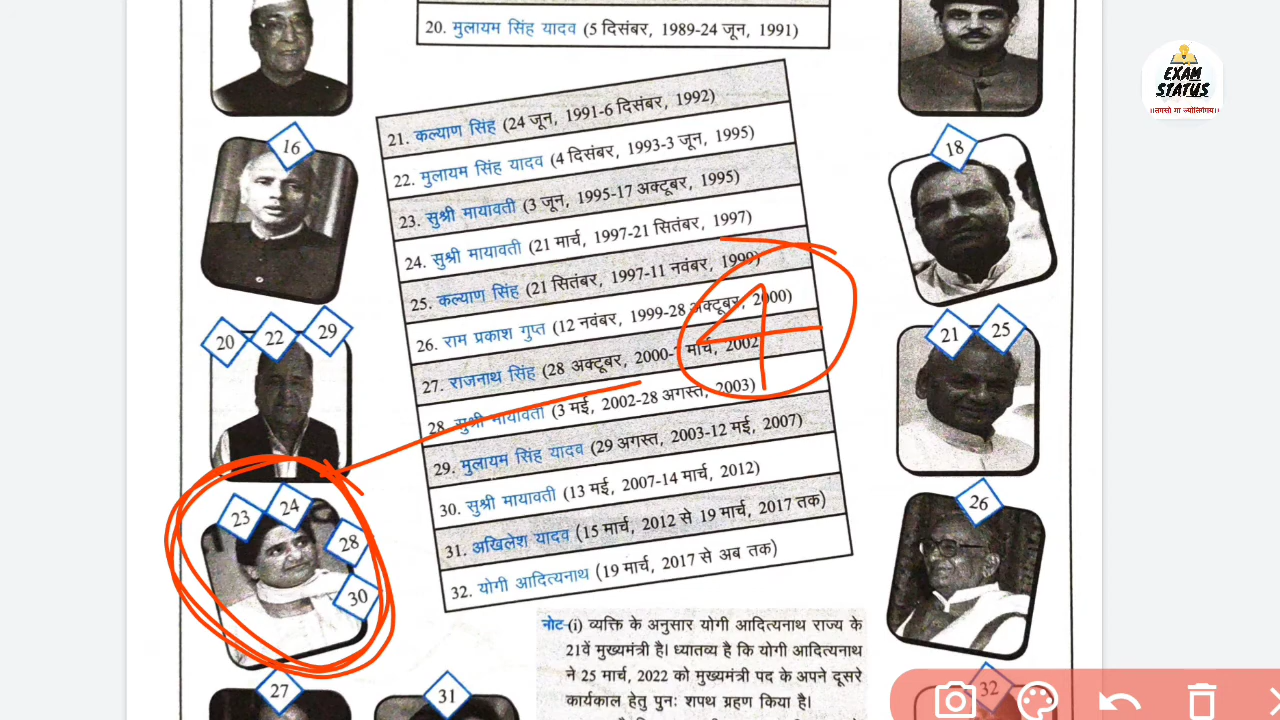 20. मुलायम सिंह यादव (5 दिसंबर, 1989-24 जून, 1991)
EXAM
STATUS
21. कल्याण सिंह (24 जून, 1991-6 दिसंबर, 1992)
22. मुलायम सिंह यादव (4 दिसंबर, 1993-3 जून, 1995)
23. सुश्री मायावती (3 जून, 1995-17 अक्टूबर, 1995)
24. सुश्री मायावती (21 मार्च, 1997-21 सितंबर, 1997)
25. कल्याण सिंह (21 सितंबर, 1997-11 नवंबर, 1999)
26. राम प्रकाश गुप्त (12 नवंबर, 1999-28 अक्टूबर, 2000)
27. राजनाथ सिंह (28 अक्टूबर, 2000- मार्च, 2002
28. सुश्री मायावती (3 मई, 2002-28 अगस्त, 2003)
29. मुलायम सिंह यादव (29 अगस्त, 2003-12 मई, 2007)
30. सुश्री मायावती (13 मई, 2007-14 मार्च, 2012)
31. अखिलेश यादव (15 मार्च, 2012 से 19 मार्च, 2017 तक)
32. योगी आदित्यनाथ (19 मार्च, 2017 से अब तक)
4
16
18
20 22 29
21 25
23 24 28 30
26
27
31
32
नोट-(i) व्यक्ति के अनुसार योगी आदित्यनाथ राज्य के
21वें मुख्यमंत्री है। ध्यातव्य है कि योगी आदित्यनाथ
ने 25 मार्च, 2022 को मुख्यमंत्री पद के अपने दूसरे
कार्यकाल हेतु पुनः शपथ ग्रहण किया है।